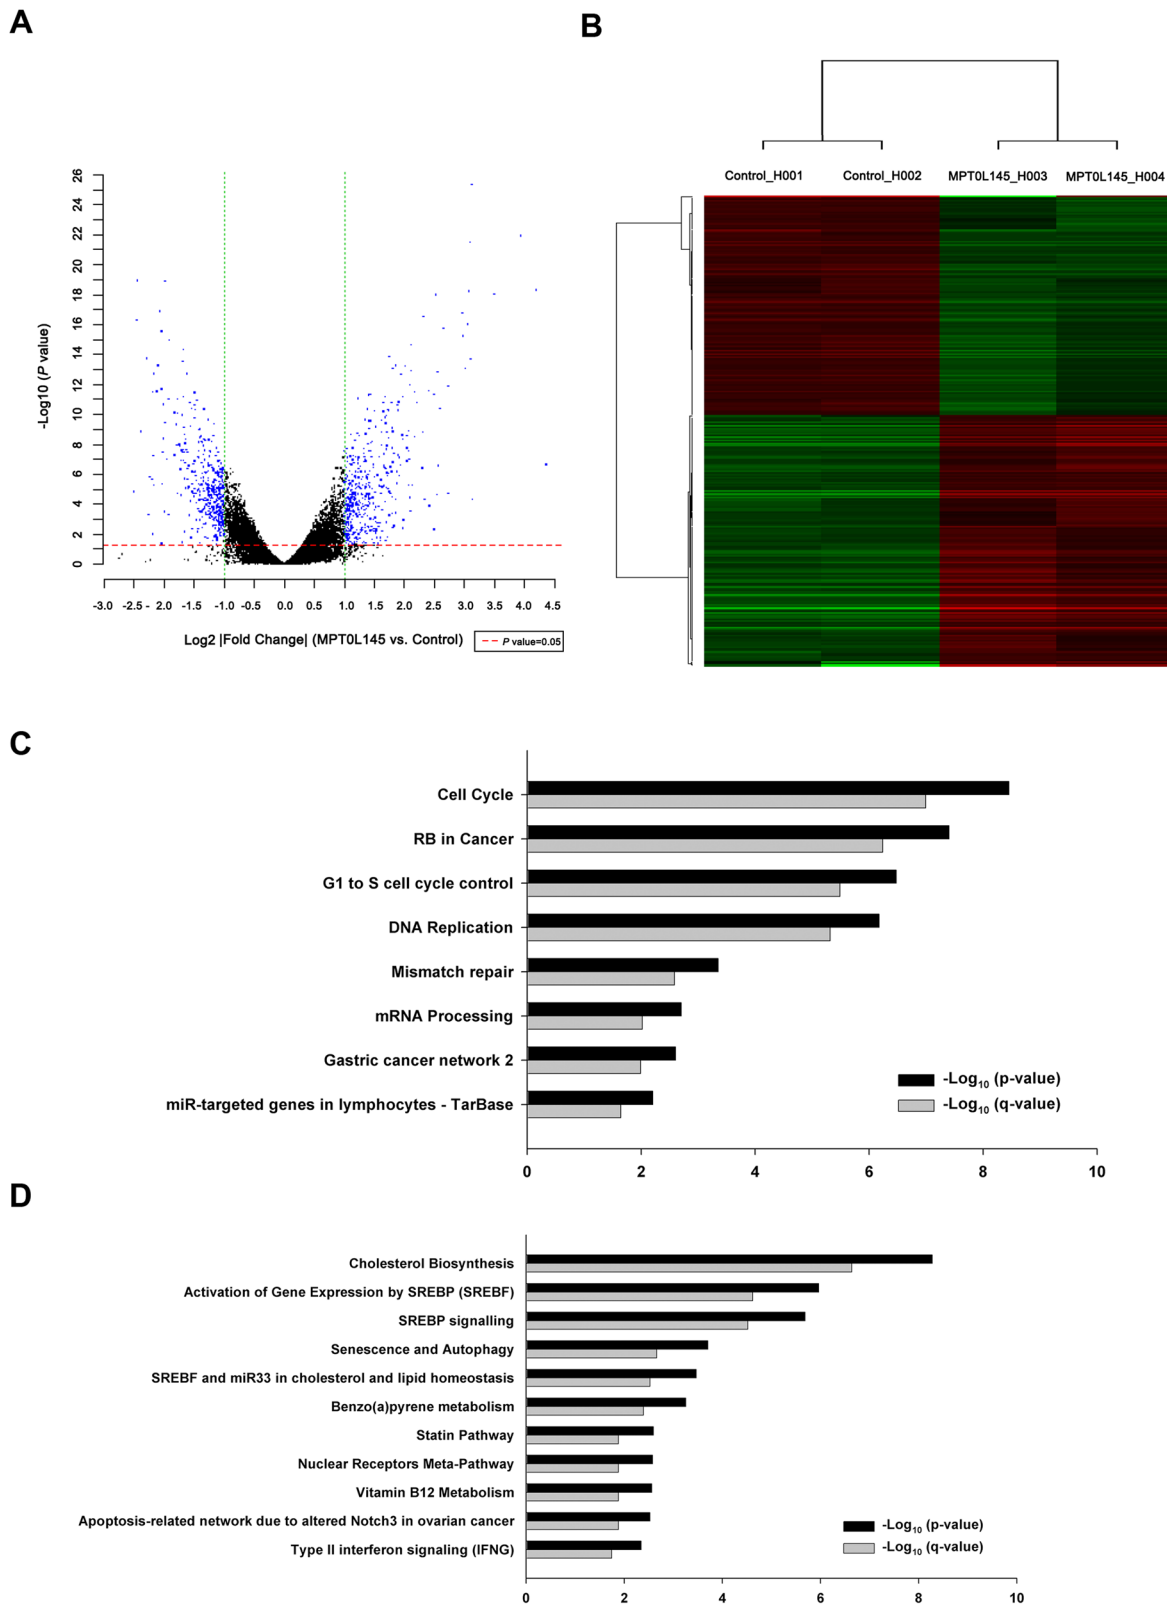 A
B
26
24
22
20
18
16
14
12
10
8
6
4
2
0
-Log10 (P value)
-3.0 -2.5 - 2.0 -1.5 -1.0 -0.5 0.0 0.5 1.0 1.5 2.0 2.5 3.0 3.5 4.0 4.5
Log2 |Fold Change| (MPT0L145 vs. Control)
P value=0.05
Control_H001 Control_H002 MPT0L145_H003 MPT0L145_H004
C
Cell Cycle
RB in Cancer
G1 to S cell cycle control
DNA Replication
Mismatch repair
mRNA Processing
Gastric cancer network 2
miR-targeted genes in lymphocytes - TarBase
-Log10 (p-value)
-Log10 (q-value)
0 2 4 6 8 10
D
Cholesterol Biosynthesis
Activation of Gene Expression by SREBP (SREBF)
SREBP signalling
Senescence and Autophagy
SREBF and miR33 in cholesterol and lipid homeostasis
Benzo(a)pyrene metabolism
Statin Pathway
Nuclear Receptors Meta-Pathway
Vitamin B12 Metabolism
Apoptosis-related network due to altered Notch3 in ovarian cancer
Type II interferon signaling (IFNG)
-Log10 (p-value)
-Log10 (q-value)
0 2 4 6 8 10